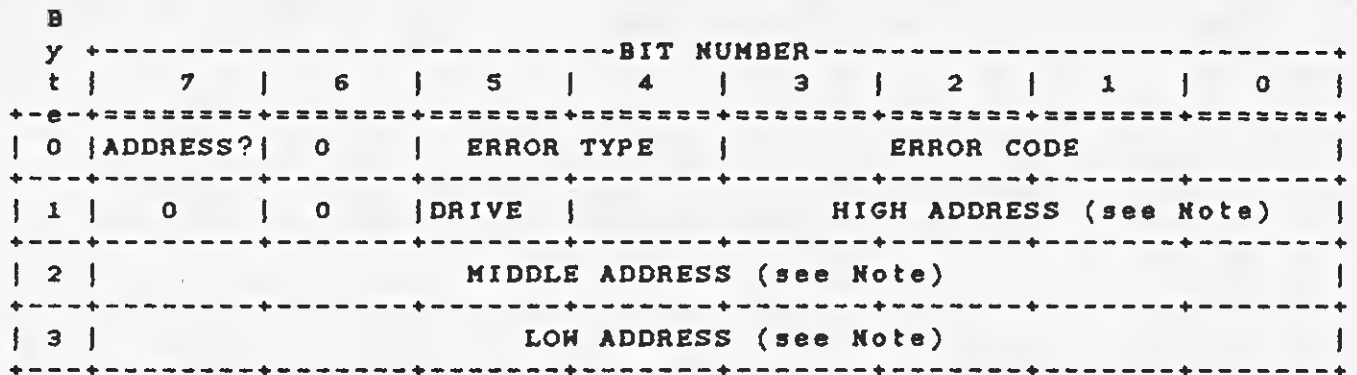 B
y +------------------------------BIT NUMBER-------------------------------+
t | 7 | 6 | 5 | 4 | 3 | 2 | 1 | 0 |
+-e-+=========+========+========+========+========+========+========+========+
| 0 |ADDRESS?| 0 | ERROR TYPE | ERROR CODE |
+----+---------+--------+--------+--------+--------+--------+--------+--------+
| 1 | 0 | 0 |DRIVE | HIGH ADDRESS (see Note) |
+----+---------+--------+--------+--------+--------+--------+--------+--------+
| 2 | MIDDLE ADDRESS (see Note) |
+----+---------+--------+--------+--------+--------+--------+--------+--------+
| 3 | LOW ADDRESS (see Note) |
+----+---------+--------+--------+--------+--------+--------+--------+--------+